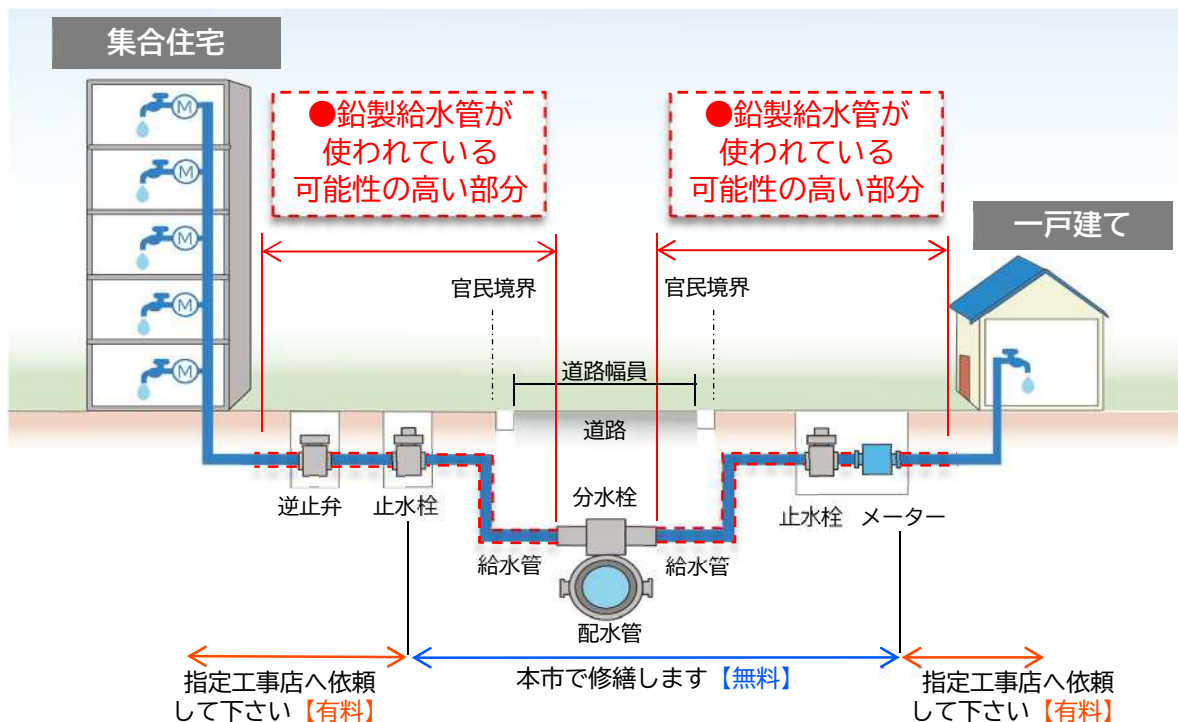 集合住宅
●鉛製給水管が
使われている
可能性の高い部分
●鉛製給水管が
使われている
可能性の高い部分
一戸建て
M
M
M
M
M
官民境界
官民境界
道路幅員
道路
逆止弁
止水栓
分水栓
止水栓
メーター
給水管
給水管
配水管
指定工事店へ依頼
して下さい【有料】
本市で修繕します【無料】
指定工事店へ依頼
して下さい【有料】